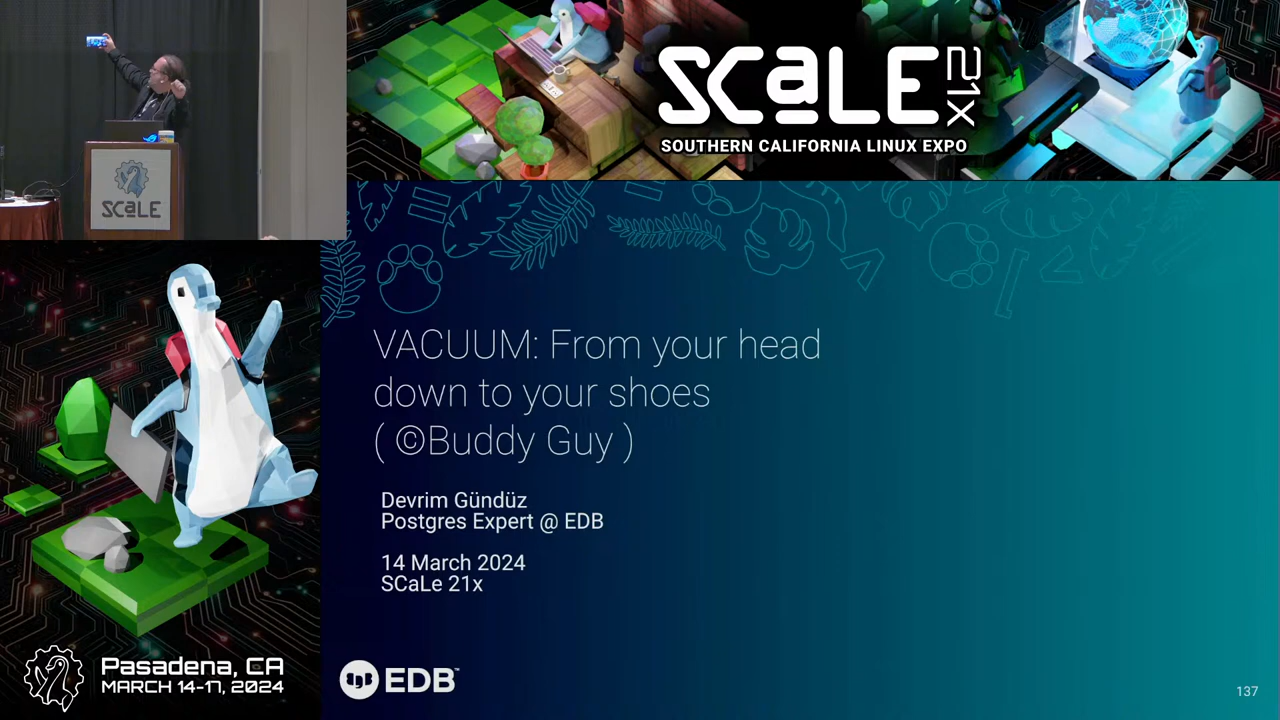 SCaLE 21x
SOUTHERN CALIFORNIA LINUX EXPO
SCaLE
VACUUM: From your head
down to your shoes
( ©Buddy Guy )
Devrim Gündüz
Postgres Expert @ EDB
14 March 2024
SCaLe 21x
Pasadena, CA
MARCH 14-17, 2024
EDB™
137